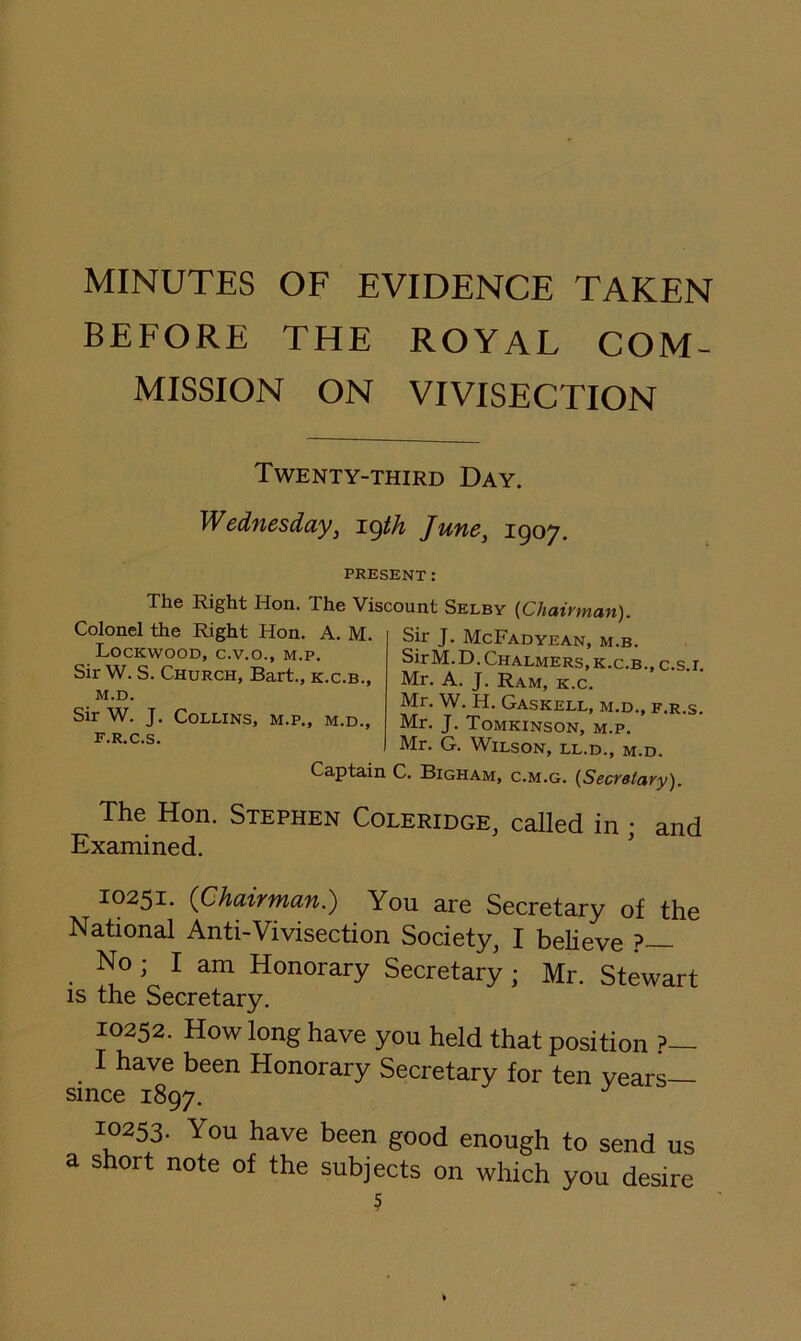 MINUTES OF EVIDENCE TAKEN
BEFORE THE ROYAL COM-
MISSION ON VIVISECTION
TWENTY-THIRD DAY.
Wednesday, 19th June, 1907.
PRESENT:
The Right Hon. The Viscount SELBY (Chairman).
Colonel the Right Hon. A. M.
LOCKWOOD, C.V.O., M.P.
Sir W. S. CHURCH, Bart., K.C.B.,
M.D.
Sir W. J. COLLINS, M.P., M.D.,
F.R.C.S.
Sir J. MCFADYEAN, M.B.
Sir M. D. CHALMERS, K.C.B., C.S.I.
Mr. A. J. RAM, K.C.
Mr. W. H. GASKELL, M.D., F.R.S.
Mr. J. TOMKINSON, M.P.
Mr. G. WILSON, LL.D., M.D.
Captain C. BIGHAM, C.M.G. (Secretary).
The Hon. STEPHEN COLERIDGE, called in; and
Examined.
10251. (Chairman.) You are Secretary of the
National Anti-Vivisection Society, I believe ?—
No; I am Honorary Secretary; Mr. Stewart
is the Secretary.
10252. How long have you held that position ?—
I have been Honorary Secretary for ten years—
since 1897.
10253. You have been good enough to send us
a short note of the subjects on which you desire
5